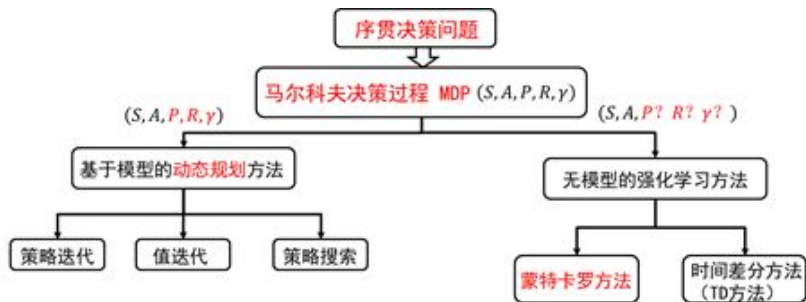 序贯决策问题
马尔科夫决策过程 MDP (S,A,P,R,γ)
(S,A,P,R,γ)
(S,A,P? R? γ? )
基于模型的动态规划方法
无模型的强化学习方法
策略迭代
值迭代
策略搜索
蒙特卡罗方法
时间差分方法
(TD方法)